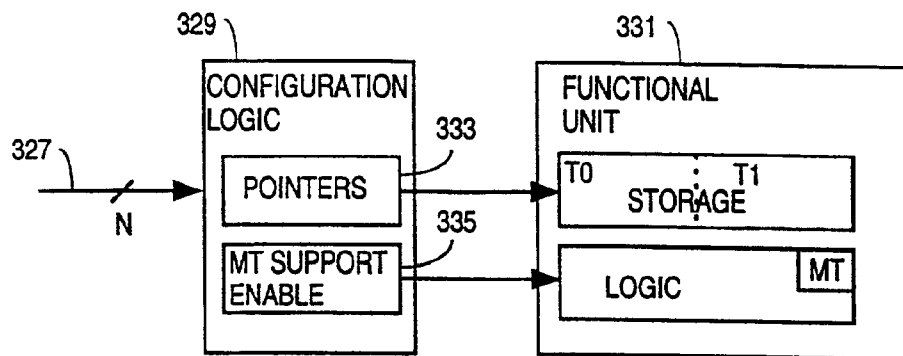 329
331
CONFIGURATION
LOGIC
FUNCTIONAL
UNIT
327
N
333
POINTERS
T0
T1
STORAGE
335
MT SUPPORT
ENABLE
MT
LOGIC